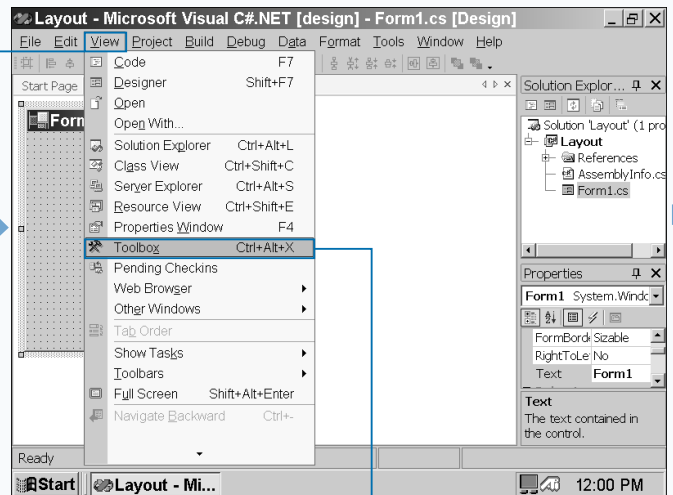 Layout - Microsoft Visual C#.NET [design] - Form1.cs [Design]
File Edit View Project Build Debug Data Format Tools Window Help
Start Page
Form
Code F7
Designer Shift+F7
Open
Open With...
Solution Explorer Ctrl+Alt+L
Class View Ctrl+Shift+C
Server Explorer Ctrl+Alt+S
Resource View Ctrl+Shift+E
Properties Window F4
Toolbox Ctrl+Alt+X
Pending Checkins
Web Browser
Other Windows
Tab Order
Show Tasks
Toolbars
Full Screen Shift+Alt+Enter
Navigate Backward Ctrl+-
Solution Explor...
Solution 'Layout' (1 pro
Layout
References
AssemblyInfo.cs
Form1.cs
Properties
Form1 System.Windo
FormBord Sizable
RightToLe No
Text Form1
Text
The text contained in
the control.
Ready
Start Layout - Mi... 12:00 PM